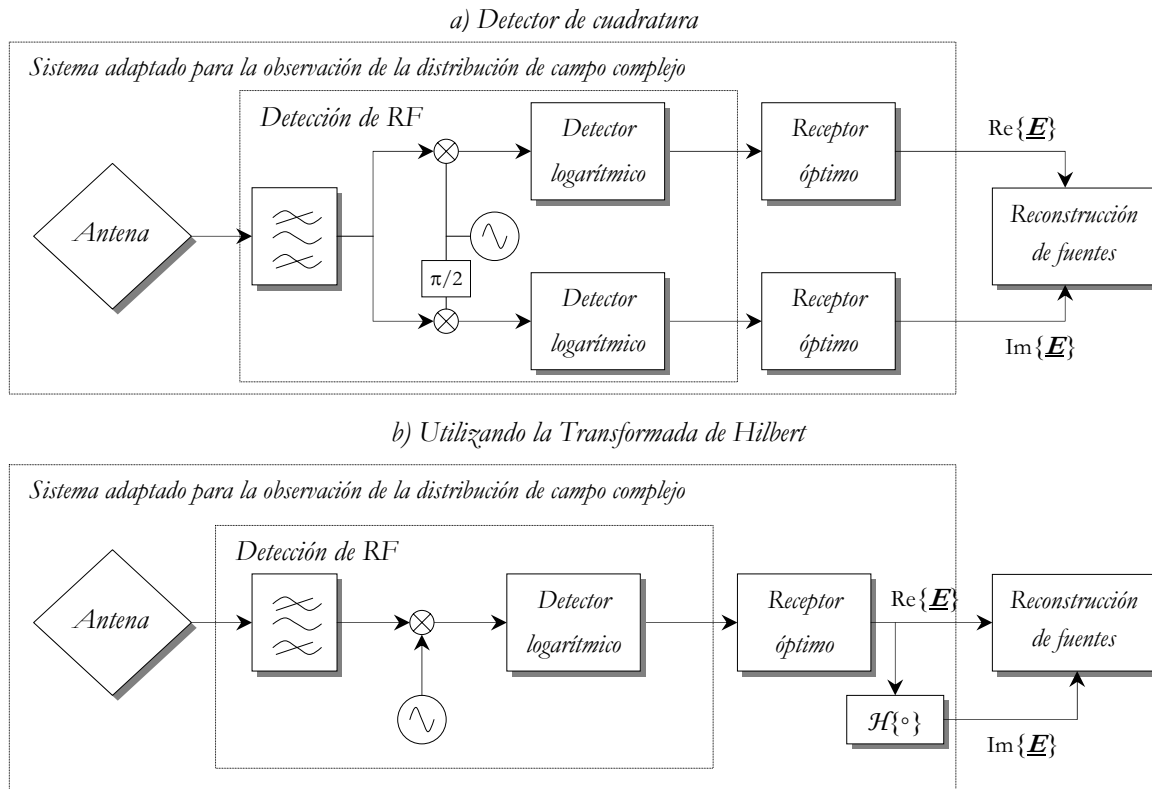 a) Detector de cuadratura
Sistema adaptado para la observación de la distribución de campo complejo
Detección de RF
Antena
π/2
Detector
logarítmico
Receptor
óptimo
Re{E}
Detector
logarítmico
Receptor
óptimo
Im{E}
Reconstrucción
de fuentes
b) Utilizando la Transformada de Hilbert
Sistema adaptado para la observación de la distribución de campo complejo
Detección de RF
Antena
Detector
logarítmico
Receptor
óptimo
Re{E}
ℋ{°}
Im{E}
Reconstrucción
de fuentes